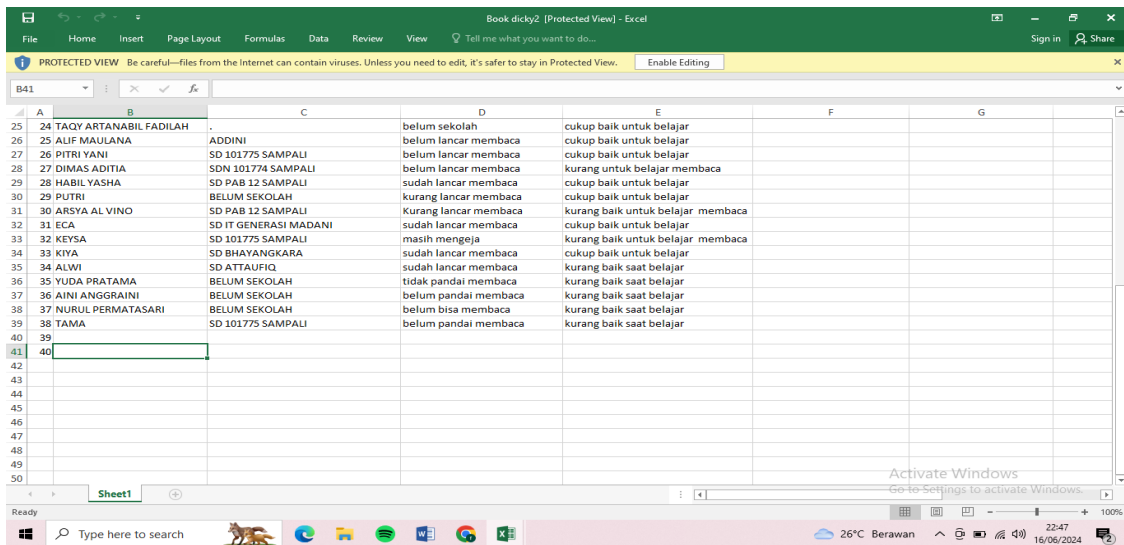 Book dicky2 [Protected View] - Excel
File Home Insert Page Layout Formulas Data Review View Tell me what you want to do... Sign in Share
PROTECTED VIEW Be careful—files from the Internet can contain viruses. Unless you need to edit, it's safer to stay in Protected View. Enable Editing
B41 fx
A B C D E F G
25 24 TAQY ARTANABIL FADILAH . belum sekolah cukup baik untuk belajar
26 25 ALIF MAULANA ADDINI belum lancar membaca cukup baik untuk belajar
27 26 PITRI YANI SD 101775 SAMPALI belum lancar membaca cukup baik untuk belajar
28 27 DIMAS ADITIA SDN 101774 SAMPALI belum lancar membaca kurang untuk belajar membaca
29 28 HABIL YASHA SD PAB 12 SAMPALI sudah lancar membaca cukup baik untuk belajar
30 29 PUTRI BELUM SEKOLAH kurang lancar membaca cukup baik untuk belajar
31 30 ARSYA AL VINO SD PAB 12 SAMPALI Kurang lancar membaca kurang baik untuk belajar membaca
32 31 ECA SD IT GENERASI MADANI sudah lancar membaca cukup baik untuk belajar
33 32 KEYSA SD 101775 SAMPALI masih mengeja kurang baik untuk belajar membaca
34 33 KIYA SD BHAYANGKARA sudah lancar membaca cukup baik untuk belajar
35 34 ALWI SD ATTAUFIQ sudah lancar membaca kurang baik saat belajar
36 35 YUDA PRATAMA BELUM SEKOLAH tidak pandai membaca kurang baik saat belajar
37 36 AINI ANGGRAINI BELUM SEKOLAH belum pandai membaca kurang baik saat belajar
38 37 NURUL PERMATASARI BELUM SEKOLAH belum bisa membaca kurang baik saat belajar
39 38 TAMA SD 101775 SAMPALI belum pandai membaca kurang baik saat belajar
40 39
41 40
42
43
44
45
46
47
48
49
50
Activate Windows
Go to Settings to activate Windows.
Sheet1
Ready 100%
Type here to search 26°C Berawan 22:47
16/06/2024 2